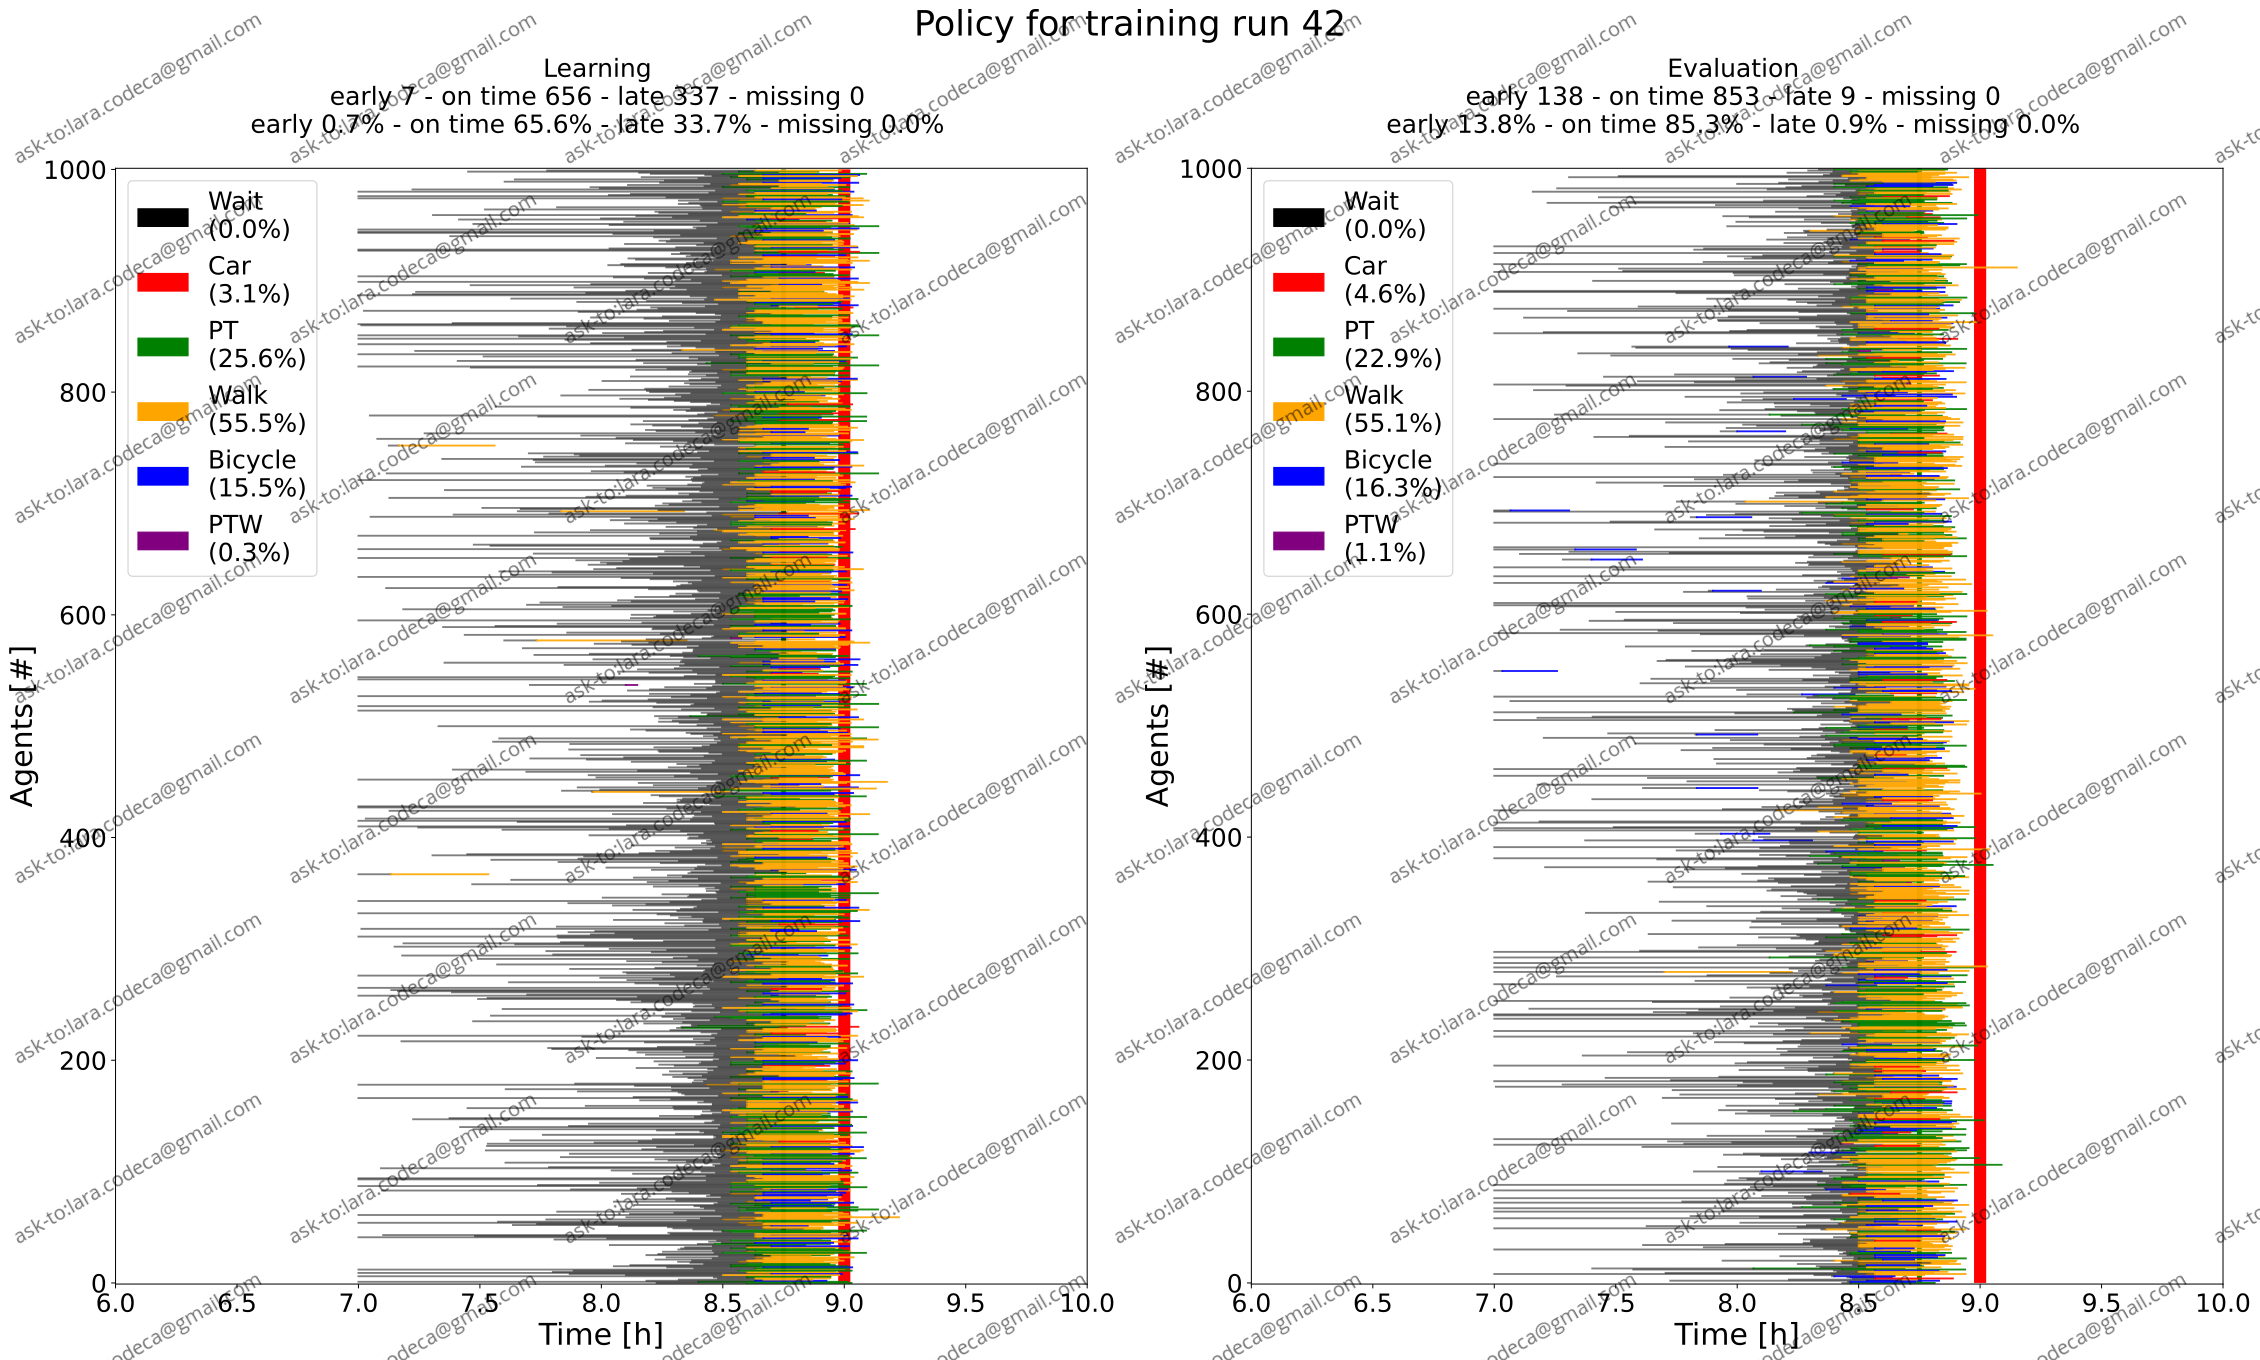 Policy for training run 42
Learning
early 7 - on time 656 - late 337 - missing 0
early 0.7% - on time 65.6% - late 33.7% - missing 0.0%
Agents [#]
1000
800
600
400
200
0
Wait
(0.0%)
Car
(3.1%)
PT
(25.6%)
Walk
(55.5%)
Bicycle
(15.5%)
PTW
(0.3%)
6.0 6.5 7.0 7.5 8.0 8.5 9.0 9.5 10.0
Time [h]
Evaluation
early 138 - on time 853 - late 9 - missing 0
early 13.8% - on time 85.3% - late 0.9% - missing 0.0%
Agents [#]
1000
800
600
400
200
0
Wait
(0.0%)
Car
(4.6%)
PT
(22.9%)
Walk
(55.1%)
Bicycle
(16.3%)
PTW
(1.1%)
6.0 6.5 7.0 7.5 8.0 8.5 9.0 9.5 10.0
Time [h]
ask-to:lara.codeca@gmail.com